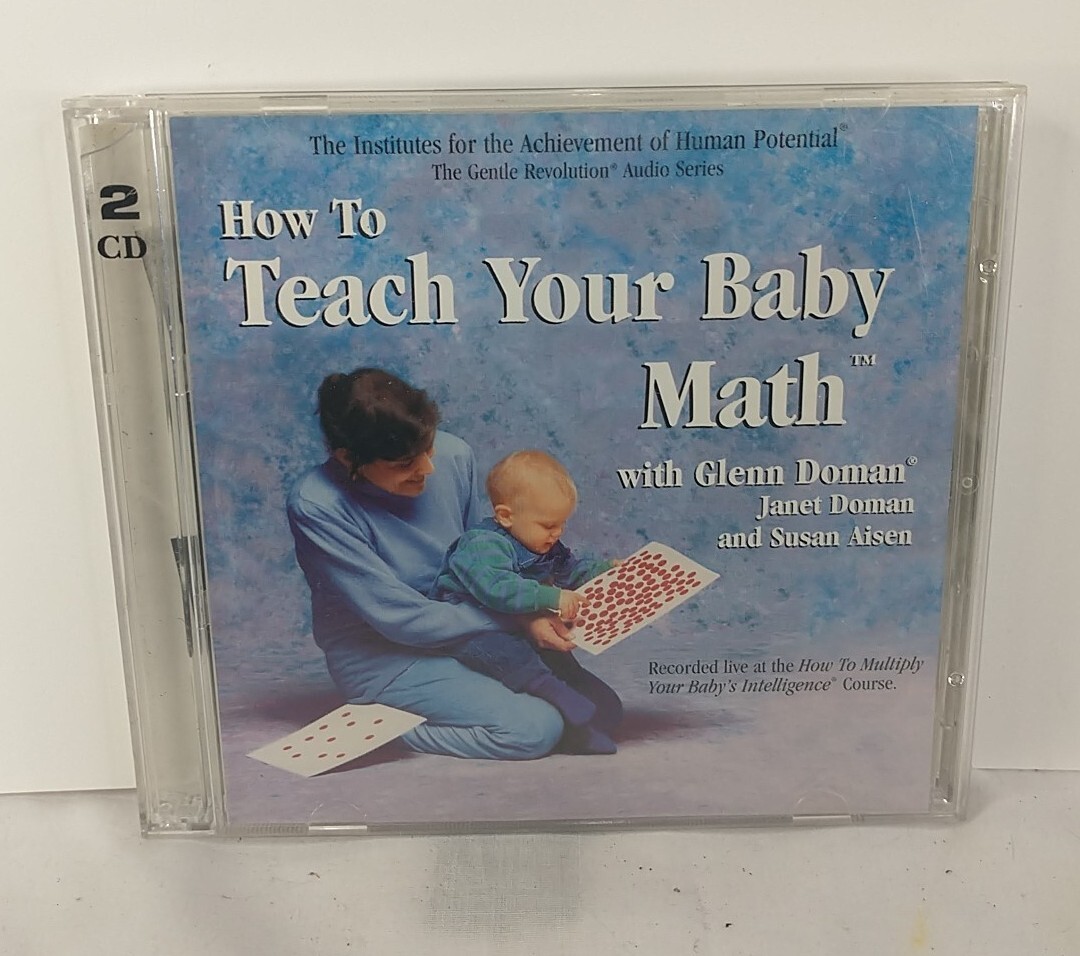 The Institutes for the Achievement of Human Potential®
The Gentle Revolution® Audio Series
2
CD
How To
Teach Your Baby
Math™
with Glenn Doman®
Janet Doman
and Susan Aisen
Recorded live at the How To Multiply
Your Baby's Intelligence® Course.